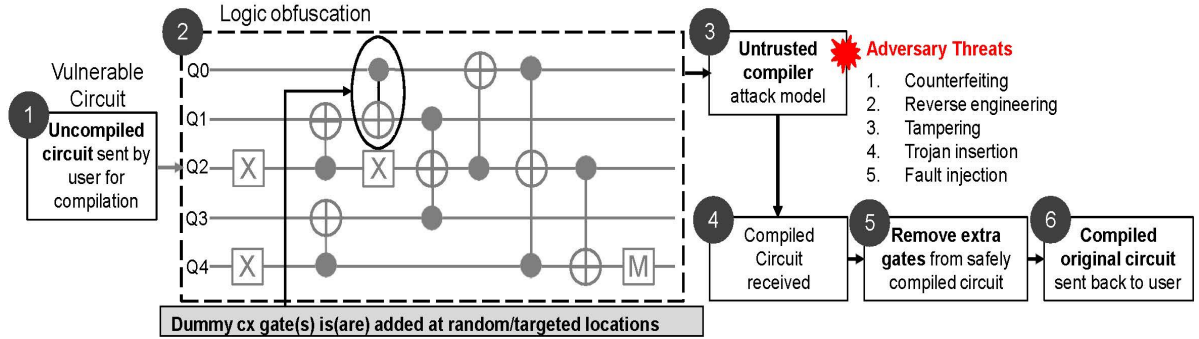 Logic obfuscation
Vulnerable
Circuit
1
Uncompiled
circuit sent by
user for
compilation
2
Q0
Q1
Q2
X
X
Q3
Q4
X
M
Dummy cx gate(s) is(are) added at random/targeted locations
3
Untrusted
compiler
attack model
Adversary Threats
1. Counterfeiting
2. Reverse engineering
3. Tampering
4. Trojan insertion
5. Fault injection
4
Compiled
Circuit
received
5
Remove extra
gates from safely
compiled circuit
6
Compiled
original circuit
sent back to user